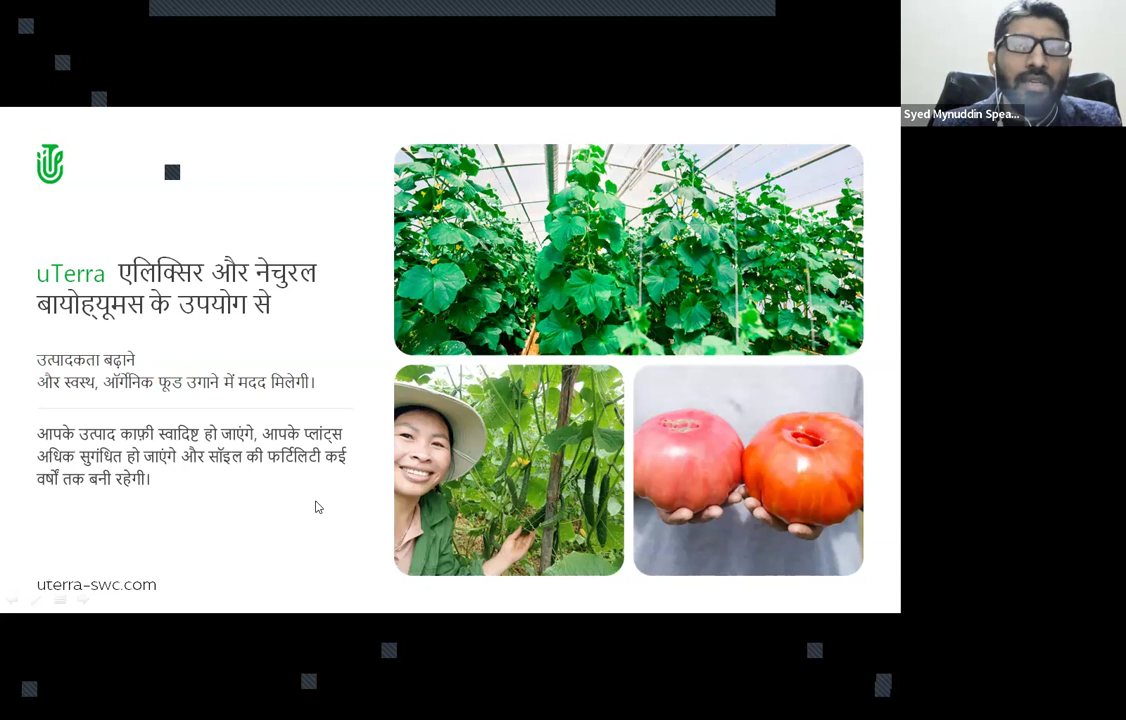 Syed Mynuddin Spea...
uTerra एलिक्सिर और नेचुरल
बायोह्यूमस के उपयोग से
उत्पादकता बढ़ाने
और स्वस्थ, ऑर्गेनिक फूड उगाने में मदद मिलेगी।
आपके उत्पाद काफ़ी स्वादिष्ट हो जाएंगे, आपके प्लांट्स
अधिक सुगंधित हो जाएंगे और सॉइल की फर्टिलिटी कई
वर्षों तक बनी रहेगी।
uterra-swc.com